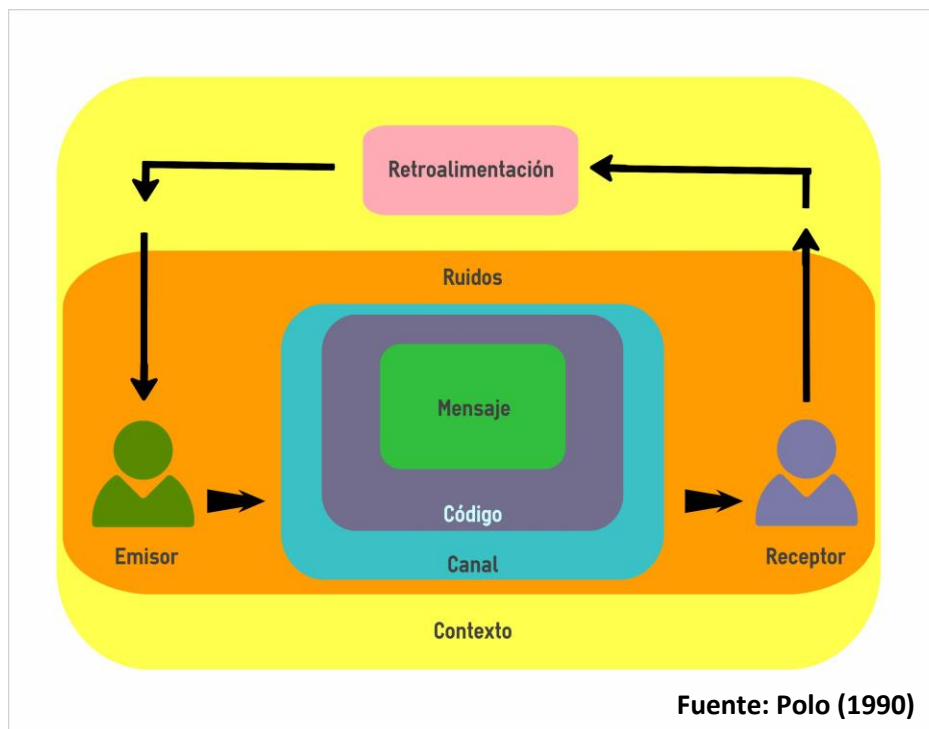 Retroalimentación
Ruidos
Mensaje
Código
Emisor
Canal
Receptor
Contexto
Fuente: Polo (1990)